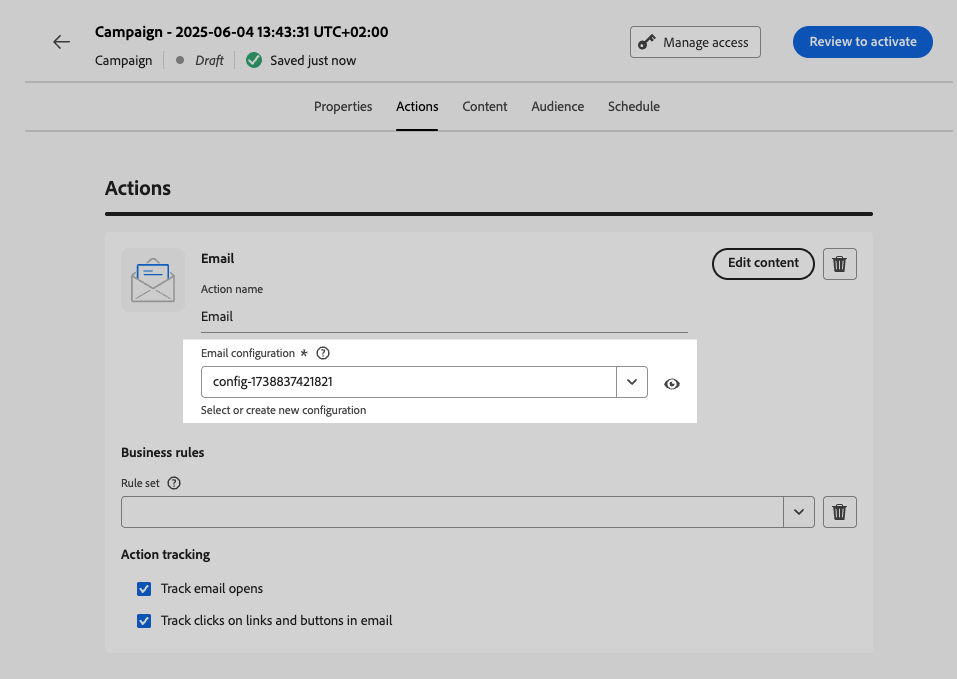 Campaign - 2025-06-04 13:43:31 UTC+02:00
Campaign Draft Saved just now
Manage access
Review to activate
Properties Actions Content Audience Schedule
Actions
Email
Edit content
Action name
Email
Email configuration * ?
config-1738837421821
Select or create new configuration
Business rules
Rule set ?
Action tracking
Track email opens
Track clicks on links and buttons in email